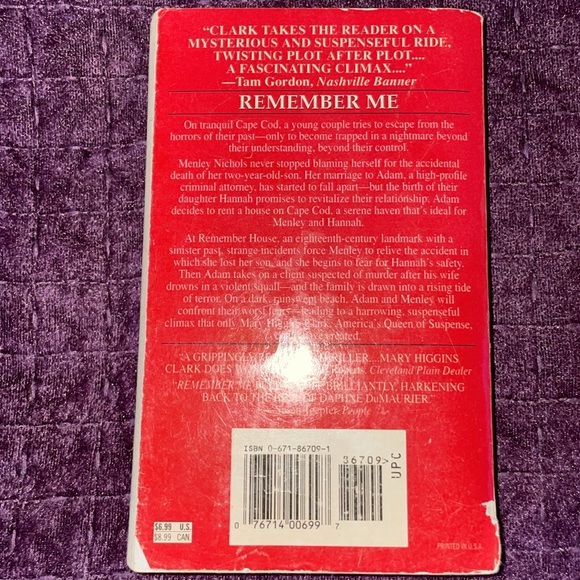 “CLARK TAKES THE READER ON A
MYSTERIOUS AND SUSPENSEFUL RIDE,
TWISTING PLOT AFTER PLOT....
A FASCINATING CLIMAX....”
—Tam Gordon, Nashville Banner
REMEMBER ME
On tranquil Cape Cod, a young couple tries to escape from the
horrors of their past—only to become trapped in a nightmare beyond
their understanding, beyond their control.
Menley Nichols never stopped blaming herself for the accidental
death of her two-year-old-son. Her marriage to Adam, a high-profile
criminal attorney, has started to fall apart—but the birth of their
daughter Hannah promises to revitalize their relationship. Adam
decides to rent a house on Cape Cod, a serene haven that's ideal for
Menley and Hannah.
At Remember House, an eighteenth-century landmark with a
sinister past, strange incidents force Menley to relive the accident in
which she lost her son, and she begins to fear for Hannah's safety.
Then Adam takes on a client suspected of murder after his wife
drowns in a violent squall—and the family is drawn into a rising tide
of terror. On a dark, rainswept beach, Adam and Menley will
confront their worst fears—leading to a harrowing, suspenseful
climax that only Mary Higgins Clark, America's Queen of Suspense,
created.
“A GRIPPING THRILLER....MARY HIGGINS
CLARK DOES Roberts, Cleveland Plain Dealer
“REMEMBER ME BRILLIANTLY, HARKENING
BACK TO THE BEST OF DAPHNE DuMAURIER.”
Toepfer, People
ISBN 0-671-86709-1
36709>
UPC
0 76714 00699 7
$6.99 U.S.
$8.99 CAN
PRINTED IN U.S.A.